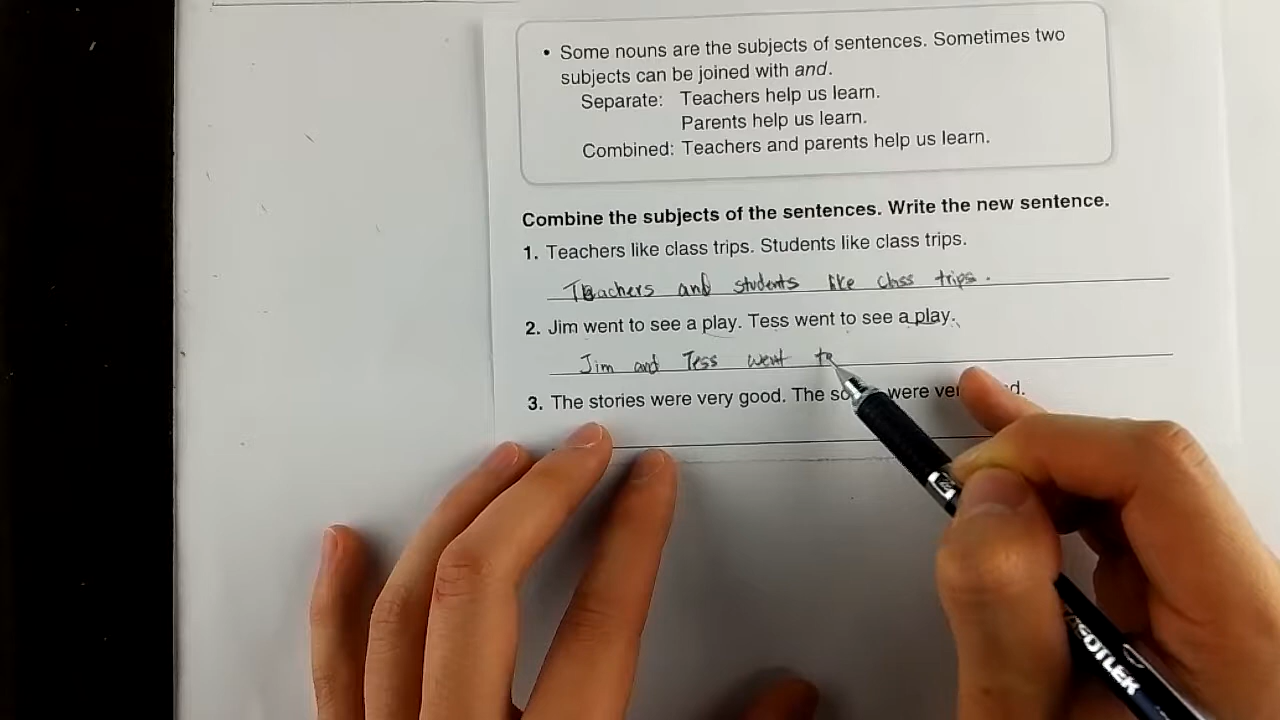 • Some nouns are the subjects of sentences. Sometimes two
subjects can be joined with and.
Separate: Teachers help us learn.
Parents help us learn.
Combined: Teachers and parents help us learn.
Combine the subjects of the sentences. Write the new sentence.
1. Teachers like class trips. Students like class trips.
Teachers and students like class trips.
2. Jim went to see a play. Tess went to see a play.
Jim and Tess went to
3. The stories were very good. The were